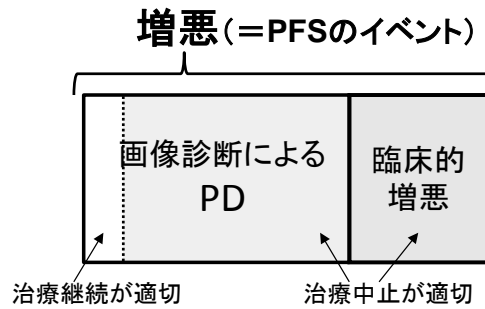 増悪(=PFSのイベント)
画像診断による
PD
臨床的
増悪
治療継続が適切
治療中止が適切